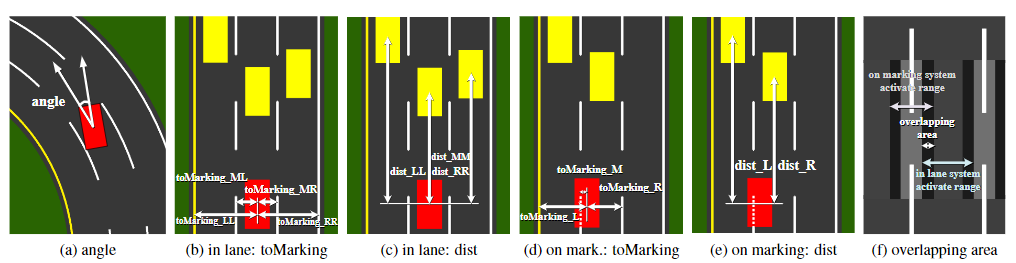 angle
toMarking_ML
toMarking_MR
toMarking_LL
toMarking_RR
dist_MM
dist_LL
dist_RR
toMarking_M
toMarking_R
toMarking_L
dist_L
dist_R
on marking system
activate range
overlapping
area
in lane system
activate range
(a) angle
(b) in lane: toMarking
(c) in lane: dist
(d) on mark.: toMarking
(e) on marking: dist
(f) overlapping area